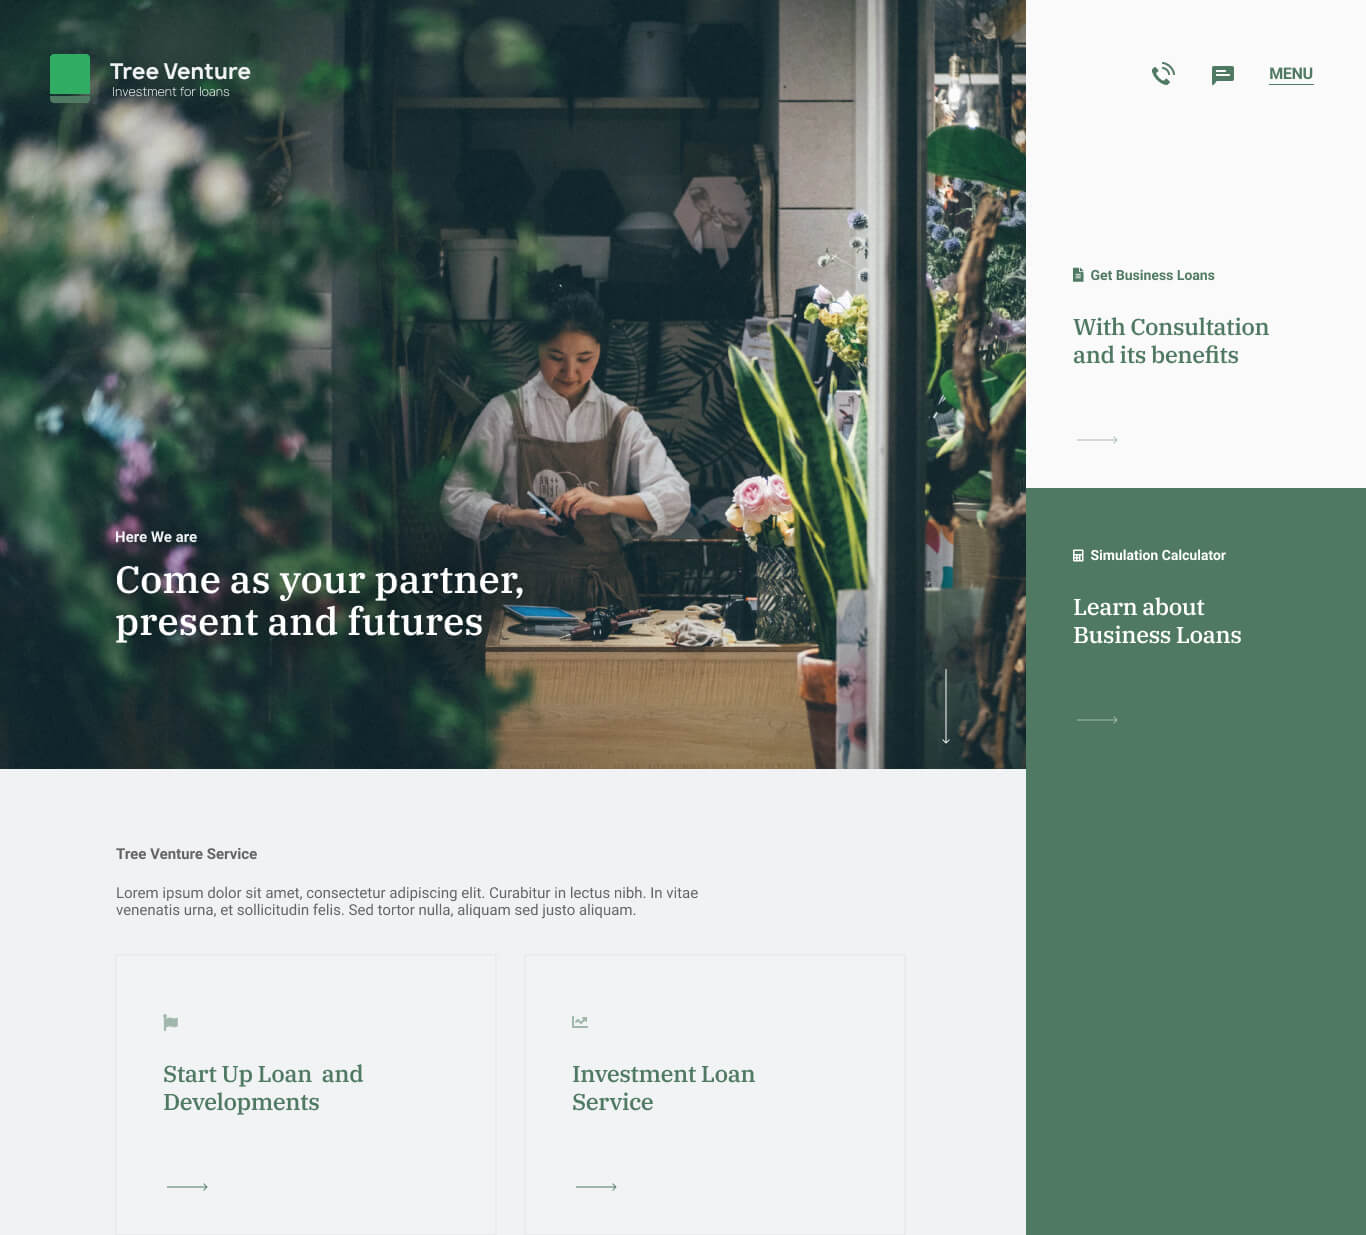 Tree Venture
Investment for loans
MENU
Get Business Loans
With Consultation
and its benefits
Here We are
Come as your partner,
present and futures
Simulation Calculator
Learn about
Business Loans
Tree Venture Service
Lorem ipsum dolor sit amet, consectetur adipiscing elit. Curabitur in lectus nibh. In vitae
venenatis urna, et sollicitudin felis. Sed tortor nulla, aliquam sed justo aliquam.
Start Up Loan  and
Developments
Investment Loan
Service